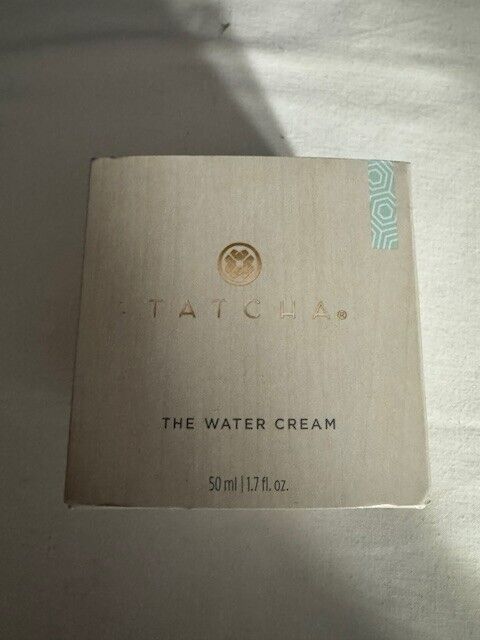 TATCHA®
THE WATER CREAM
50 ml | 1.7 fl. oz.